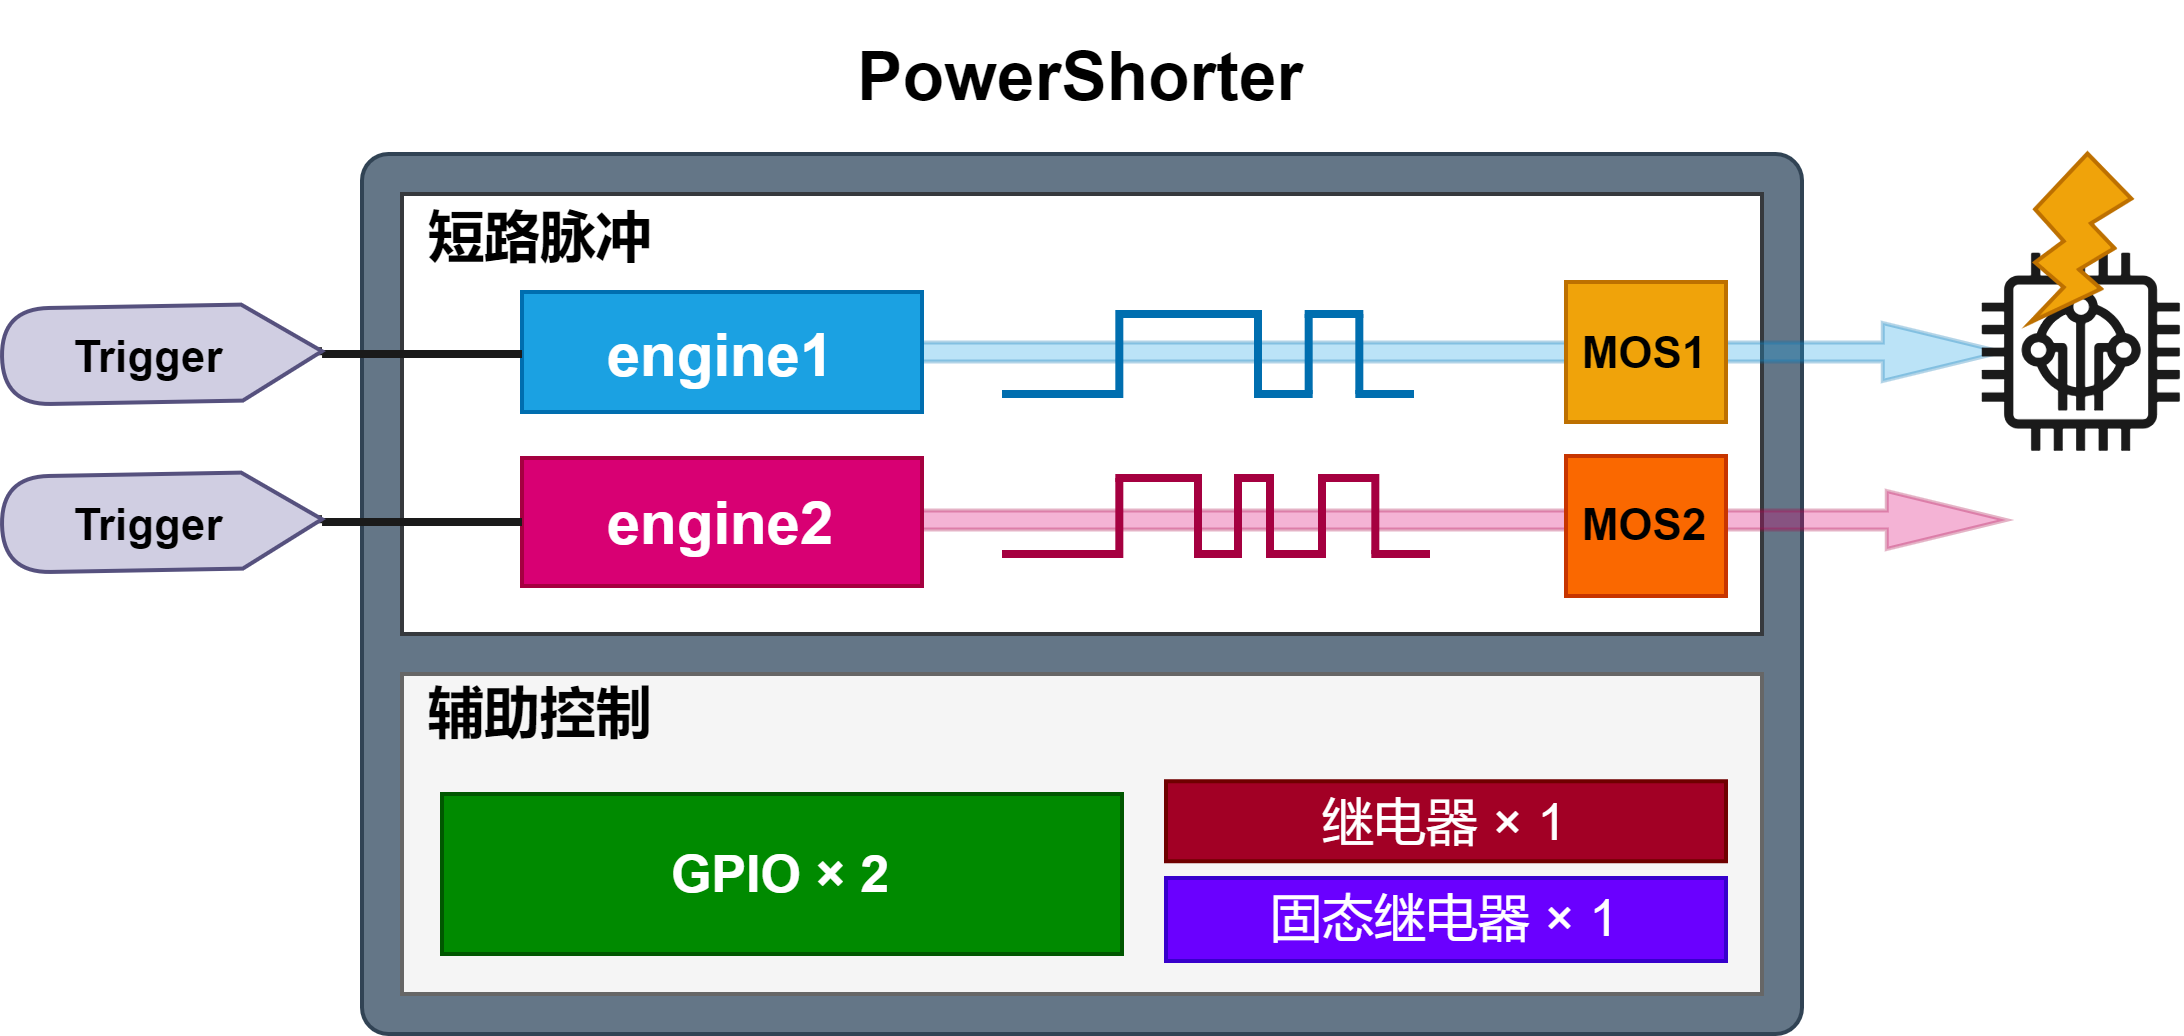 PowerShorter
短路脉冲
Trigger
engine1
MOS1
Trigger
engine2
MOS2
辅助控制
GPIO × 2
继电器 × 1
固态继电器 × 1